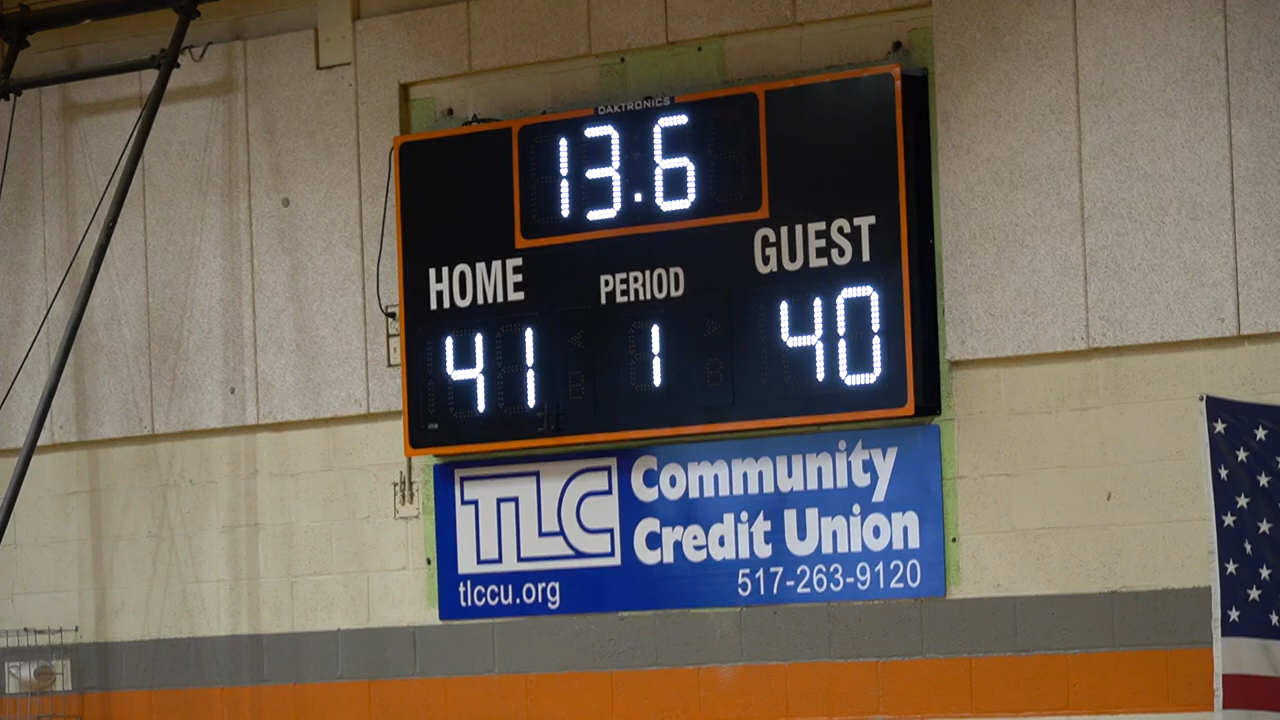 DAKTRONICS
13.6
HOME
PERIOD
GUEST
41
1
40
TLC
Community
Credit Union
tlccu.org
517-263-9120